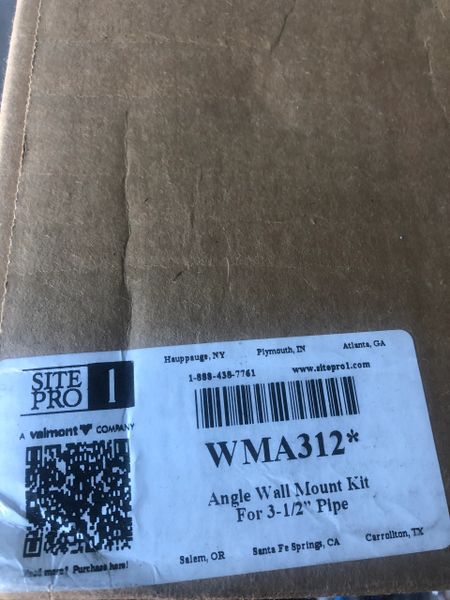 Hauppauge, NY Plymouth, IN Atlanta, GA
SITE PRO 1
1-888-438-7761 www.sitepro1.com
A valmont COMPANY
WMA312*
Angle Wall Mount Kit
For 3-1/2" Pipe
Need more? Purchase here!
Salem, OR Santa Fe Springs, CA Carrollton, TX